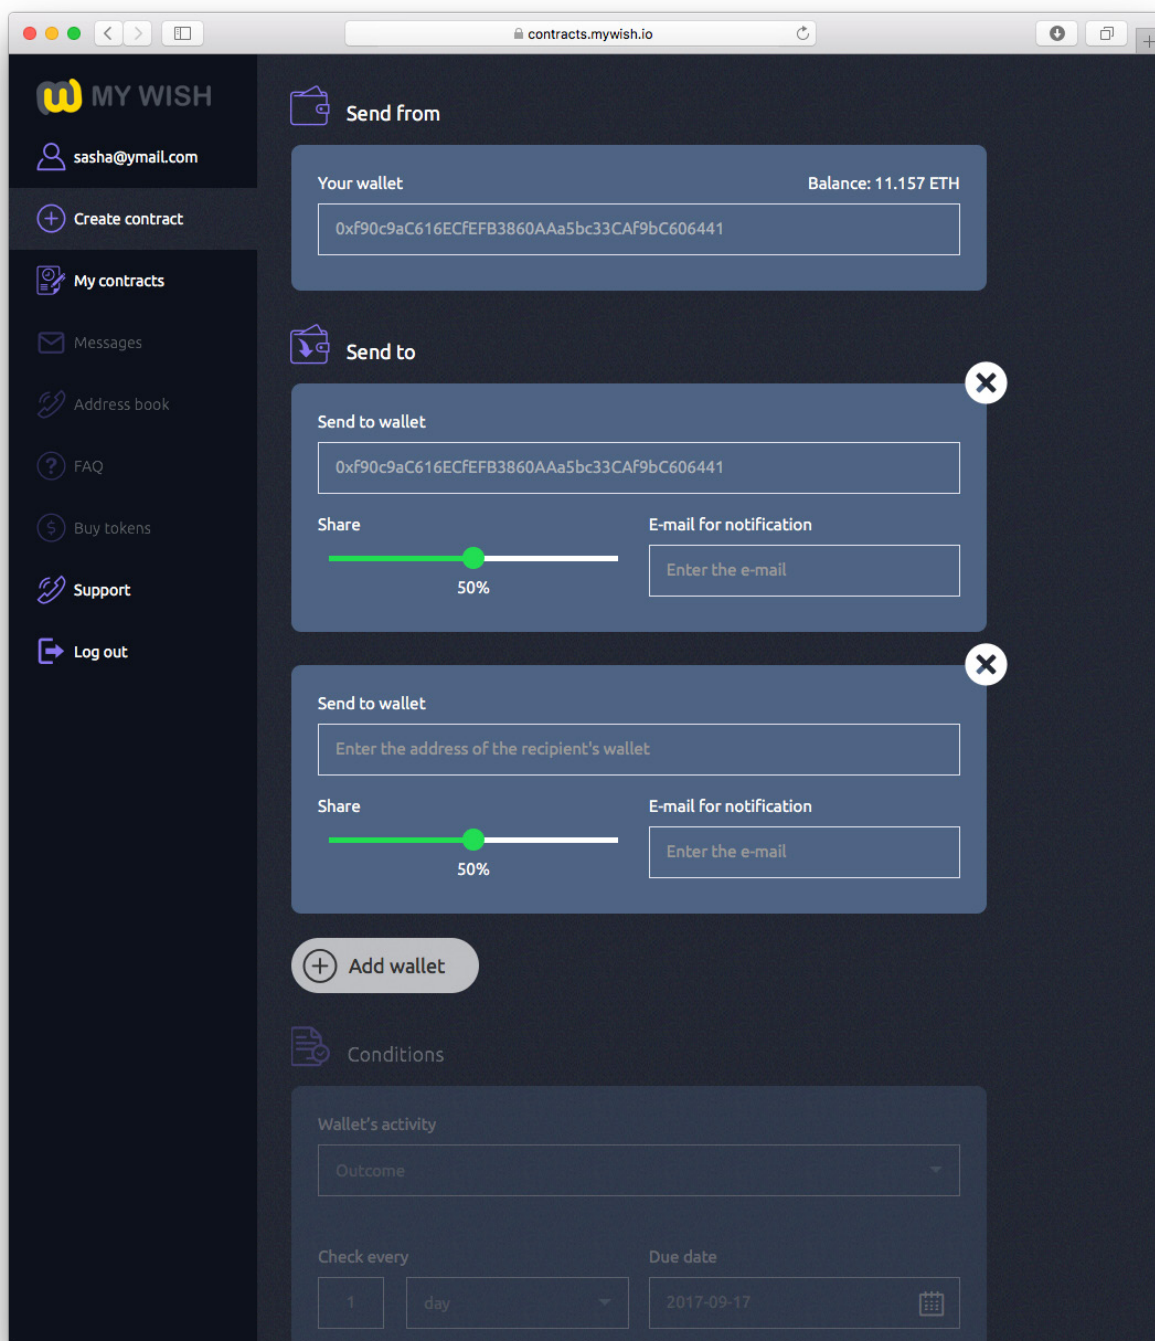 contracts.mywish.io
MY WISH
sasha@ymail.com
Create contract
My contracts
Messages
Address book
FAQ
Buy tokens
Support
Log out
Send from
Your wallet
Balance: 11.157 ETH
0xf90c9aC616ECfEFB3860AAa5bc33CAf9bC606441
Send to
Send to wallet
0xf90c9aC616ECfEFB3860AAa5bc33CAf9bC606441
Share
E-mail for notification
50%
Enter the e-mail
Send to wallet
Enter the address of the recipient's wallet
Share
E-mail for notification
50%
Enter the e-mail
Add wallet
Conditions
Wallet's activity
Outcome
Check every
Due date
1
day
2017-09-17